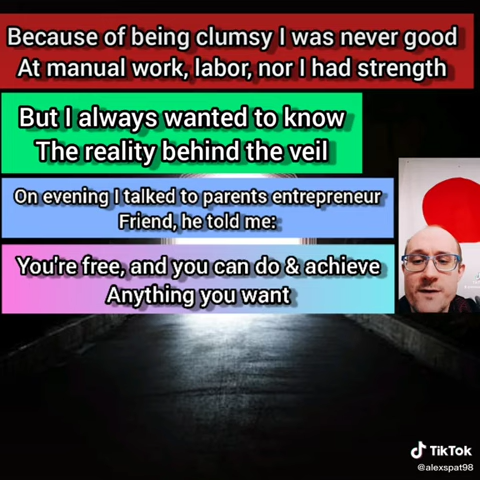 Because of being clumsy I was never good
At manual work, labor, nor I had strength
But I always wanted to know
The reality behind the veil
On evening I talked to parents entrepreneur
Friend, he told me:
You're free, and you can do & achieve
Anything you want
TikTok
@alexspat98